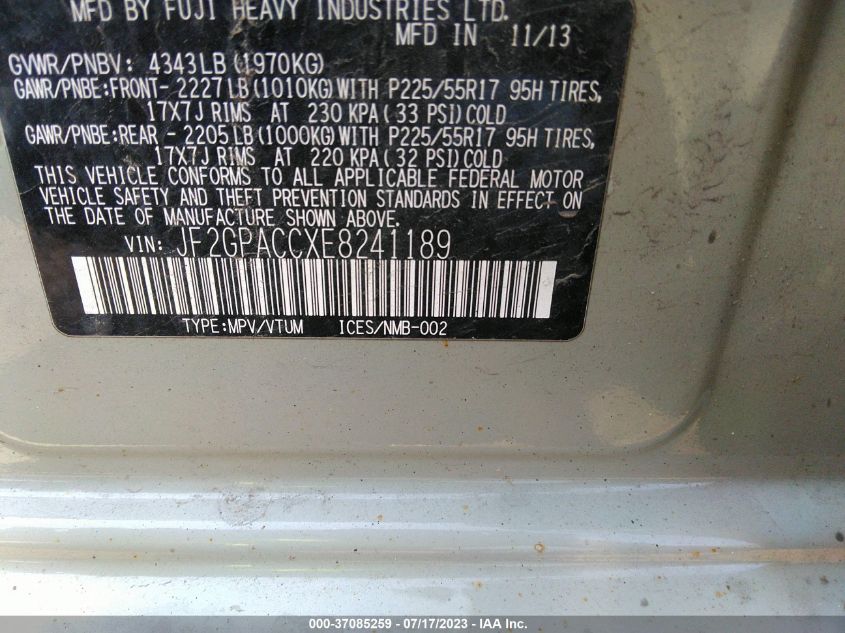 MFD BY FUJI HEAVY INDUSTRIES LTD.
MFD IN 11/13
GVWR/PNBV: 4343LB(1970KG)
GAWR/PNBE:FRONT-2227LB(1010KG)WITH P225/55R17 95H TIRES,
17X7J RIMS AT 230 KPA(33 PSI)COLD
GAWR/PNBE:REAR -2205LB(1000KG)WITH P225/55R17 95H TIRES,
17X7J RIMS AT 220 KPA(32 PSI)COLD
THIS VEHICLE CONFORMS TO ALL APPLICABLE FEDERAL MOTOR
VEHICLE SAFETY AND THEFT PREVENTION STANDARDS IN EFFECT ON
THE DATE OF MANUFACTURE SHOWN ABOVE.
VIN: JF2GPACCXE8241189
TYPE:MPV/VTUM ICES/NMB-002
000-37085259 - 07/17/2023 - IAA Inc.